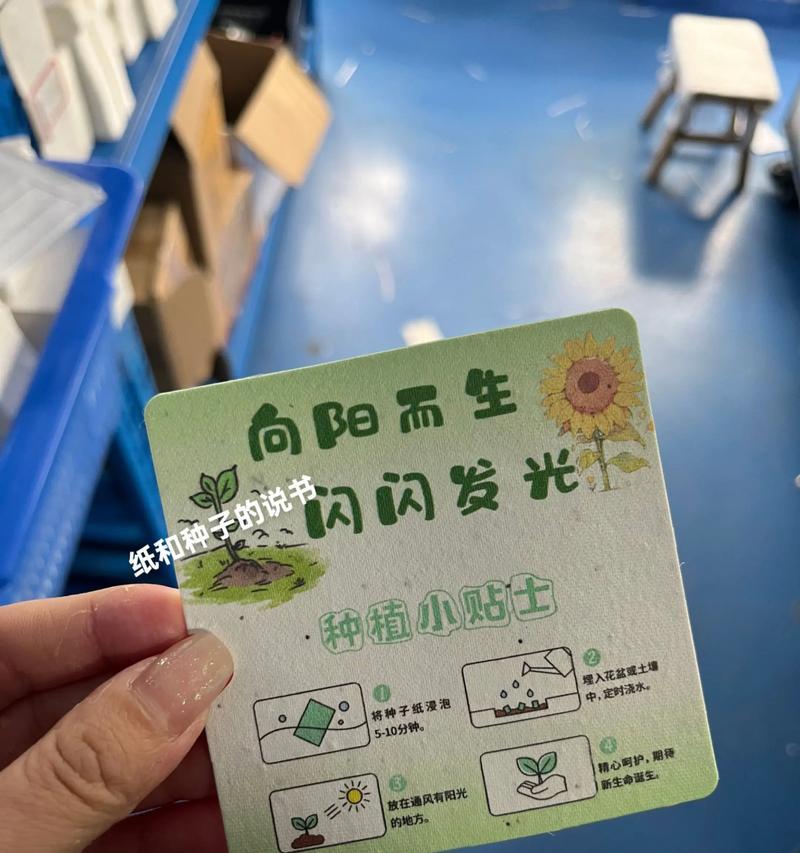 向阳而生
闪闪发光
纸和种子的说书
种植小贴士
1
将种子纸浸泡
5-10分钟。
2
埋入花盆或土壤
中,定时浇水。
3
放在通风有阳光
的地方。
4
精心呵护,期待
新生命诞生。